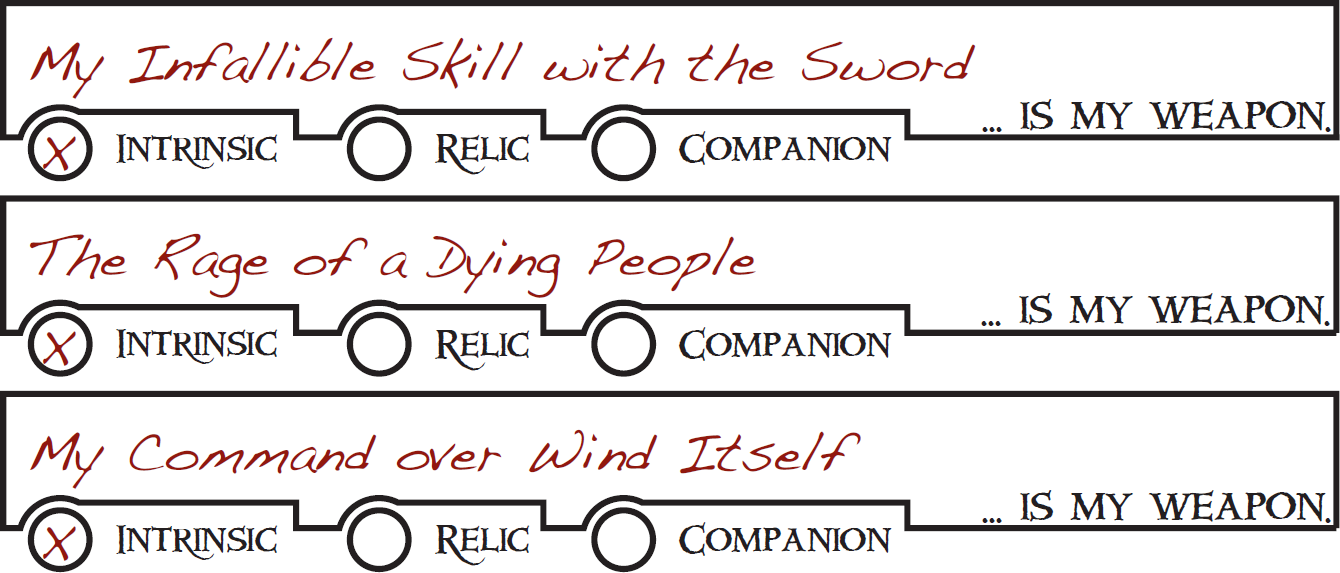 My Infallible Skill with the Sword
... IS MY WEAPON.
X INTRINSIC RELIC COMPANION
The Rage of a Dying People
... IS MY WEAPON.
X INTRINSIC RELIC COMPANION
My Command over Wind Itself
... IS MY WEAPON.
X INTRINSIC RELIC COMPANION